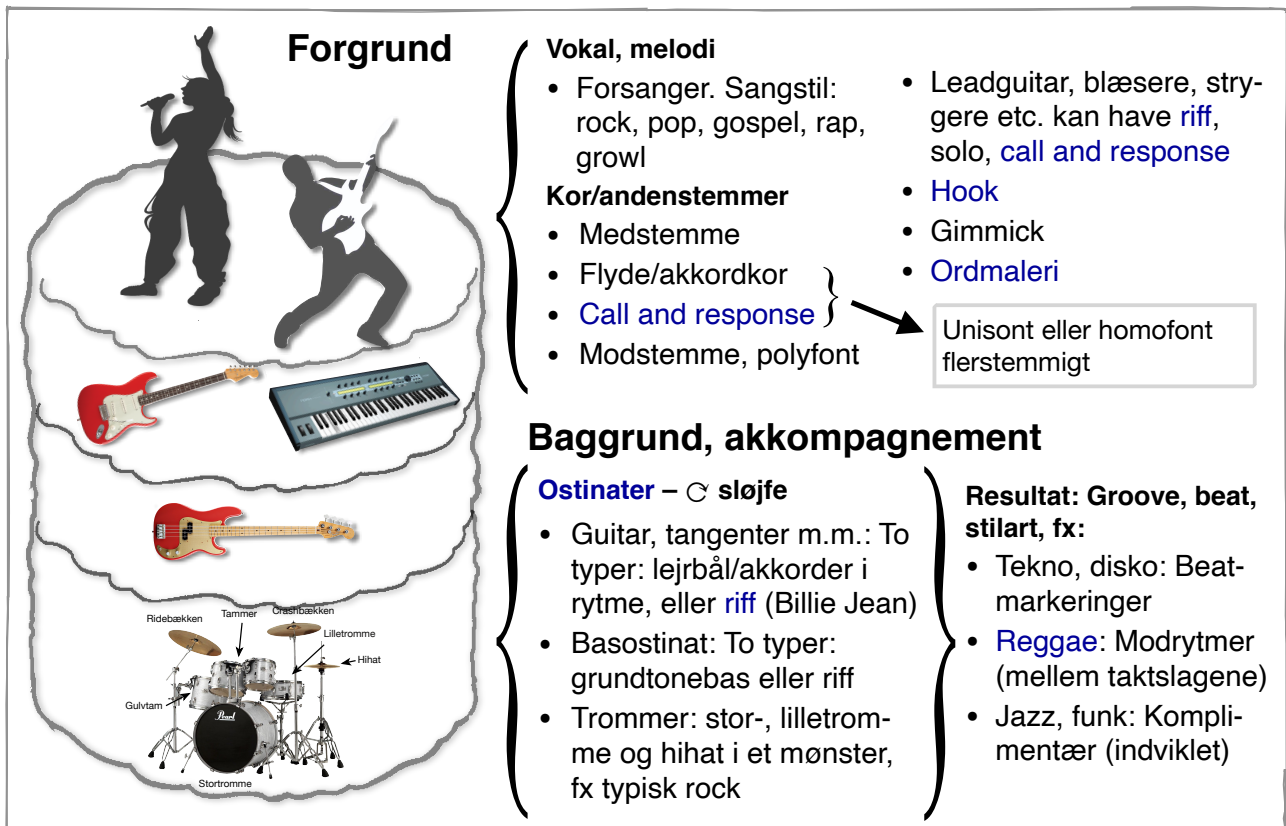 Forgrund
Vokal, melodi
• Forsanger. Sangstil:
rock, pop, gospel, rap,
growl
Kor/andenstemmer
• Medstemme
• Flyde/akkordkor
• Call and response
• Modstemme, polyfont
• Leadguitar, blæsere, stry-
gere etc. kan have riff,
solo, call and response
• Hook
• Gimmick
• Ordmaleri
Unisont eller homofont
flerstemmigt
Baggrund, akkompagnement
Ostinater – ⟳ sløjfe
• Guitar, tangenter m.m.: To
typer: lejrbål/akkorder i
rytme, eller riff (Billie Jean)
• Basostinat: To typer:
grundtonebas eller riff
• Trommer: stor-, lilletrom-
me og hihat i et mønster,
fx typisk rock
Resultat: Groove, beat,
stilart, fx:
• Tekno, disko: Beat-
markeringer
• Reggae: Modrytmer
(mellem taktslagene)
• Jazz, funk: Kompli-
mentær (indviklet)
Ridebækken
Tammer
Crashbækken
Lilletromme
Hihat
Gulvtam
Pearl
Stortromme